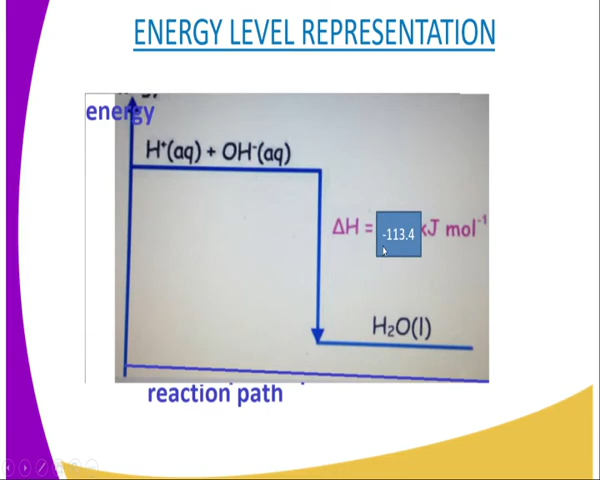 ENERGY LEVEL REPRESENTATION
energy
H⁺(aq) + OH⁻(aq)
ΔH = -113.4 kJ mol⁻¹
H₂O(l)
reaction path